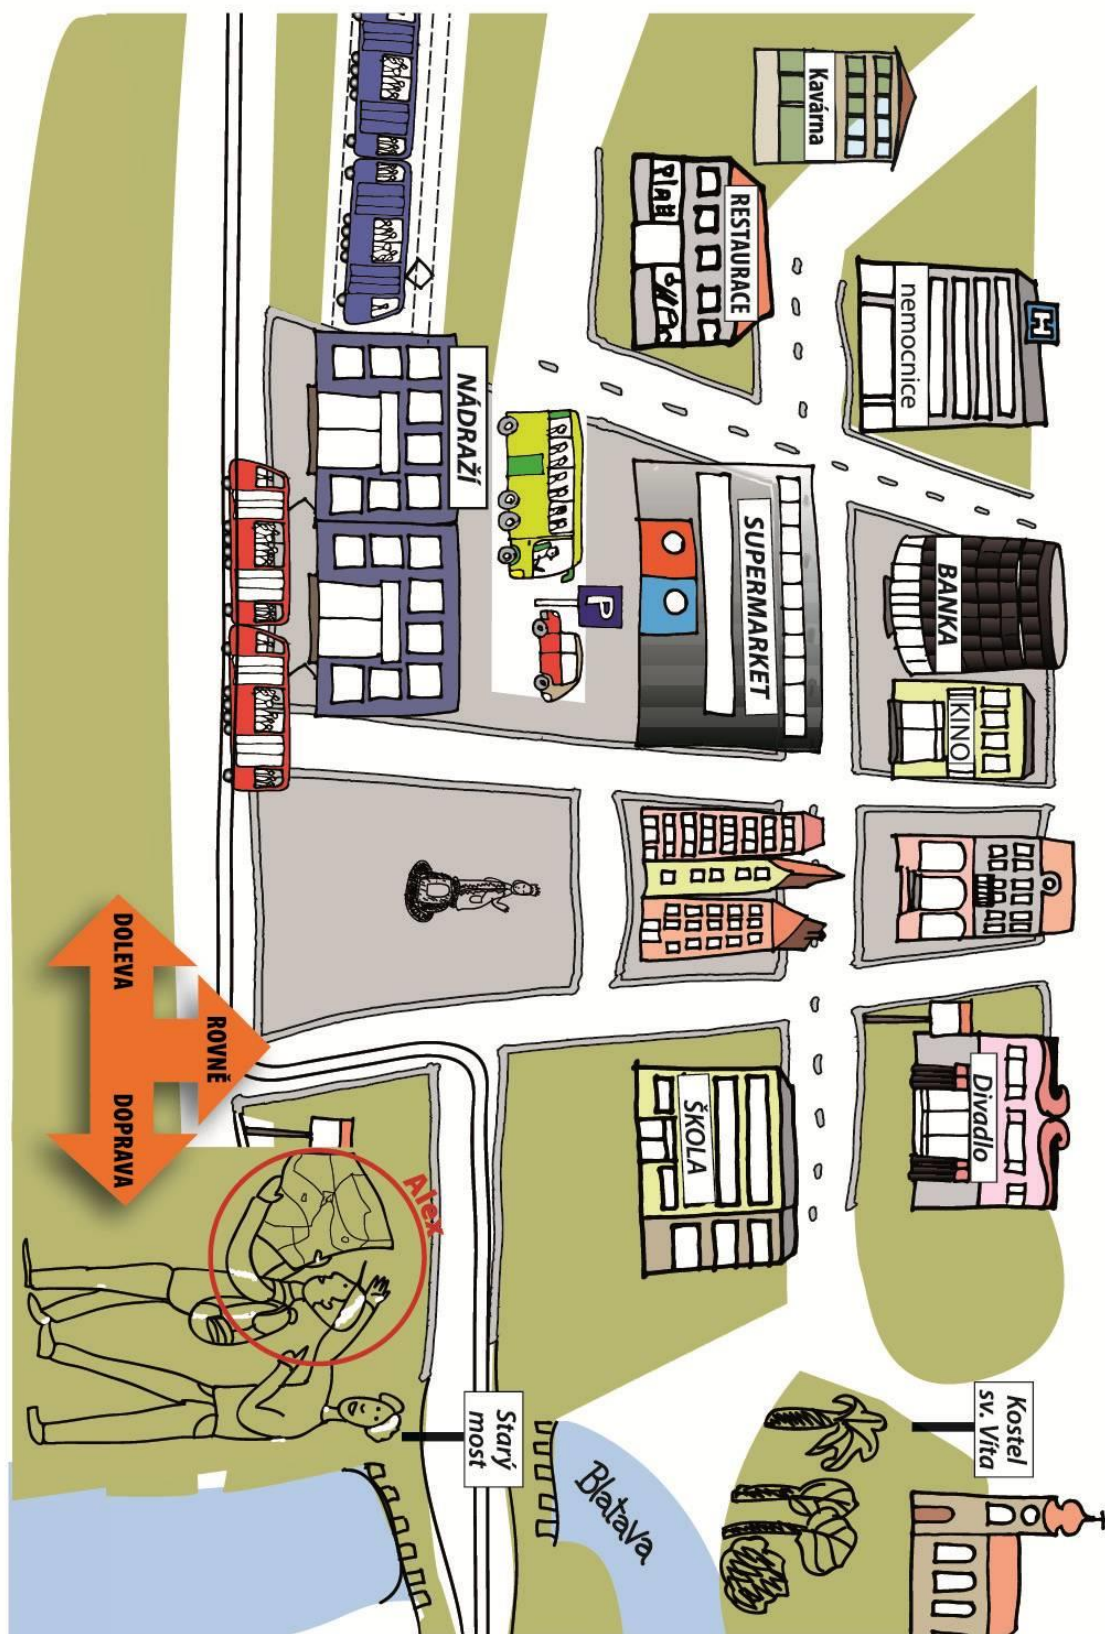 Kavárna
nemocnice
H
RESTAURACE
BANKA
KINO
Divadlo
Kostel
sv. Víta
SUPERMARKET
P
ŠKOLA
NÁDRAŽÍ
Starý
most
Blatava
Alex
ROVNĚ
DOLEVA
DOPRAVA